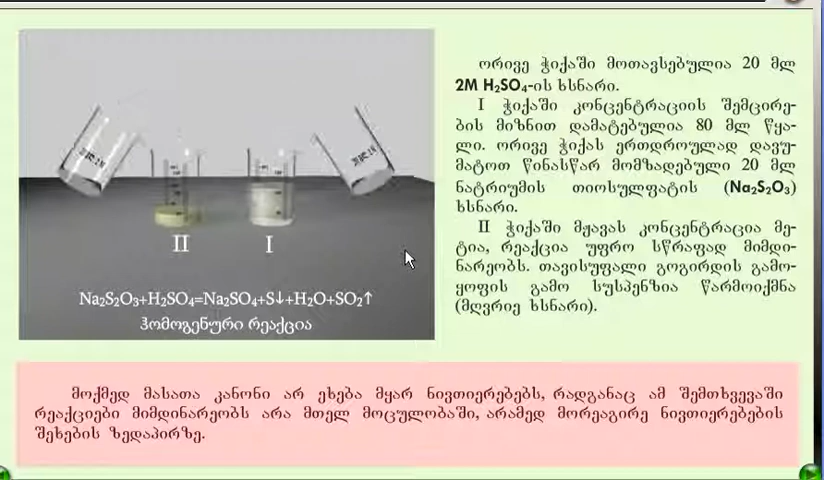 ორივე ჭიქაში მოთავსებულია 20 მლ
2M H₂SO₄-ის ხსნარი.
I ჭიქაში კონცენტრაციის შემცირე-
ბის მიზნით დამატებულია 80 მლ წყა-
ლი. ორივე ჭიქას ერთდროულად დავუ-
მატოთ წინასწარ მომზადებული 20 მლ
ნატრიუმის თიოსულფატის (Na₂S₂O₃)
ხსნარი.
II ჭიქაში მჟავას კონცენტრაცია მე-
ტია, რეაქცია უფრო სწრაფად მიმდი-
ნარეობს. თავისუფალი გოგირდის გამო-
ყოფის გამო სუსპენზია წარმოიქმნა
(მღვრიე ხსნარი).
II I
Na₂S₂O₃+H₂SO₄=Na₂SO₄+S↓+H₂O+SO₂↑
ჰომოგენური რეაქცია
მოქმედ მასათა კანონი არ ეხება მყარ ნივთიერებებს, რადგანაც ამ შემთხვევაში
რეაქციები მიმდინარეობს არა მთელ მოცულობაში, არამედ მორეაგირე ნივთიერებების
შეხების ზედაპირზე.